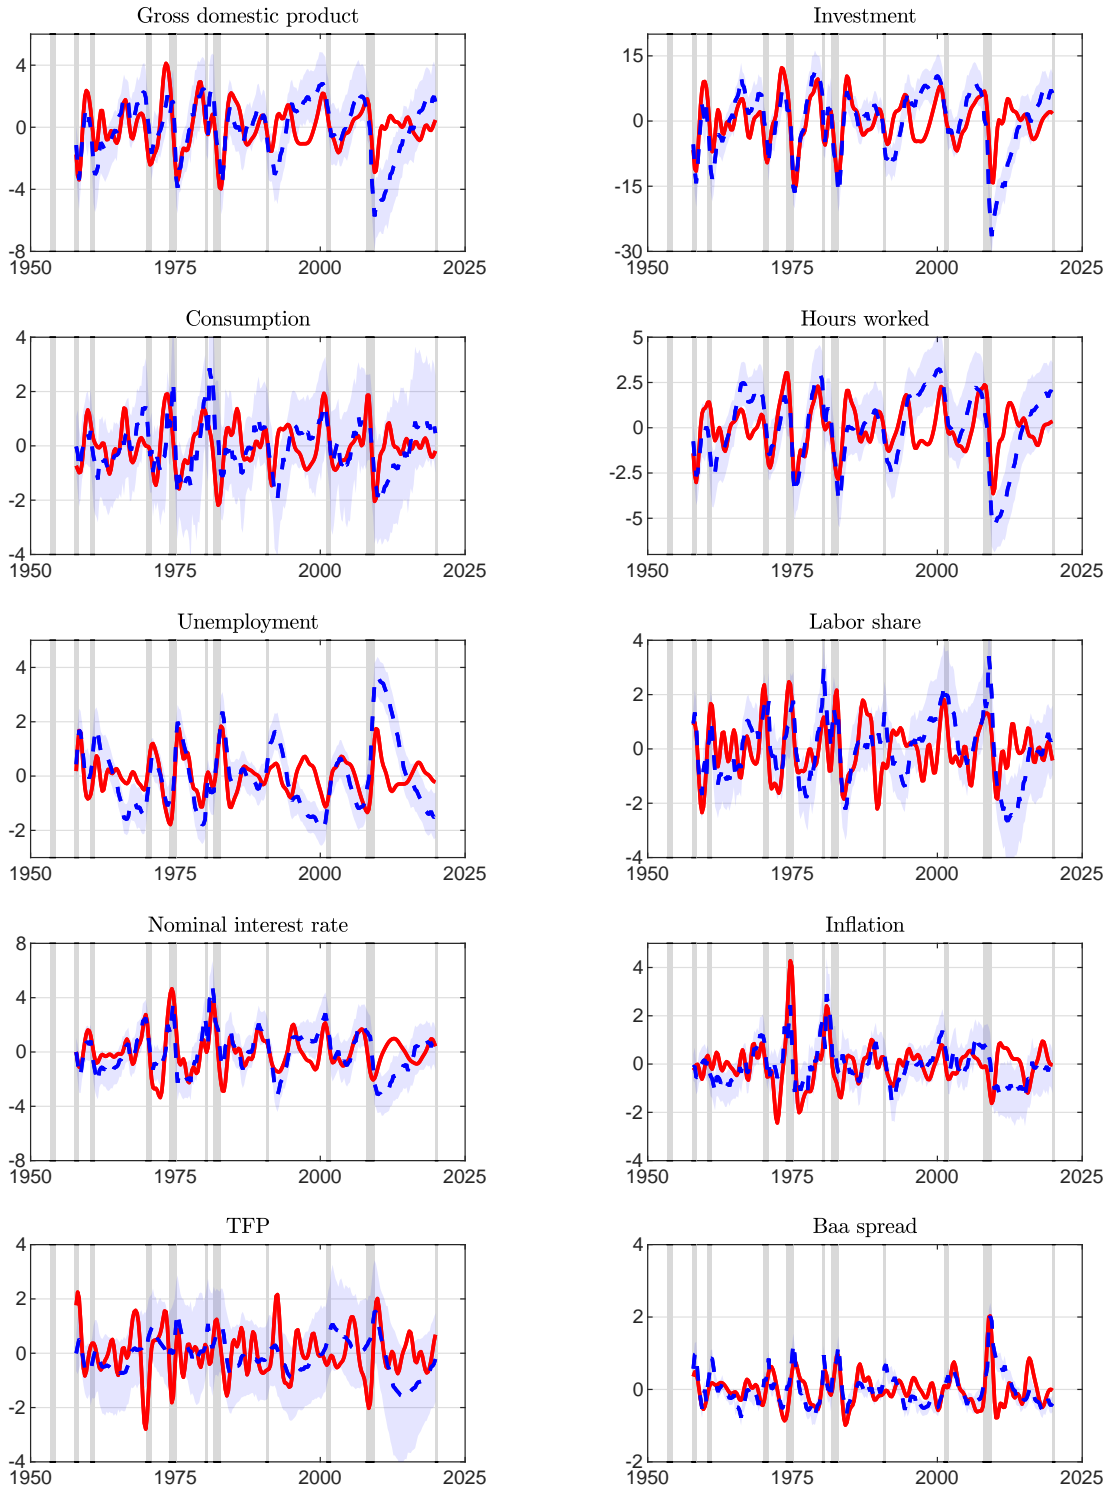 Gross domestic product
4
0
-4
-8
1950 1975 2000 2025
Investment
15
0
-15
-30
1950 1975 2000 2025
Consumption
4
2
0
-2
-4
1950 1975 2000 2025
Hours worked
5
2.5
0
-2.5
-5
1950 1975 2000 2025
Unemployment
4
2
0
-2
1950 1975 2000 2025
Labor share
4
2
0
-2
-4
1950 1975 2000 2025
Nominal interest rate
8
4
0
-4
-8
1950 1975 2000 2025
Inflation
4
2
0
-2
-4
1950 1975 2000 2025
TFP
4
2
0
-2
-4
1950 1975 2000 2025
Baa spread
4
2
0
-2
1950 1975 2000 2025